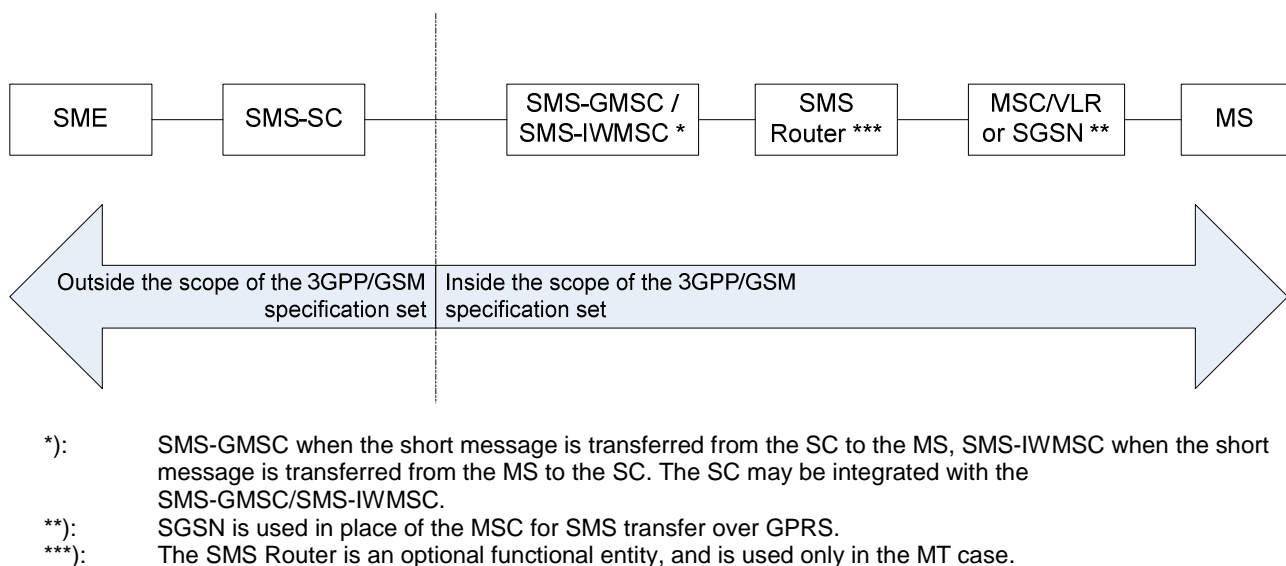 SME
SMS-SC
SMS-GMSC /
SMS-IWMSC *
SMS
Router ***
MSC/VLR
or SGSN **
MS
Outside the scope of the 3GPP/GSM
specification set
Inside the scope of the 3GPP/GSM
specification set
*): SMS-GMSC when the short message is transferred from the SC to the MS, SMS-IWMSC when the short
message is transferred from the MS to the SC. The SC may be integrated with the
SMS-GMSC/SMS-IWMSC.
**): SGSN is used in place of the MSC for SMS transfer over GPRS.
***): The SMS Router is an optional functional entity, and is used only in the MT case.